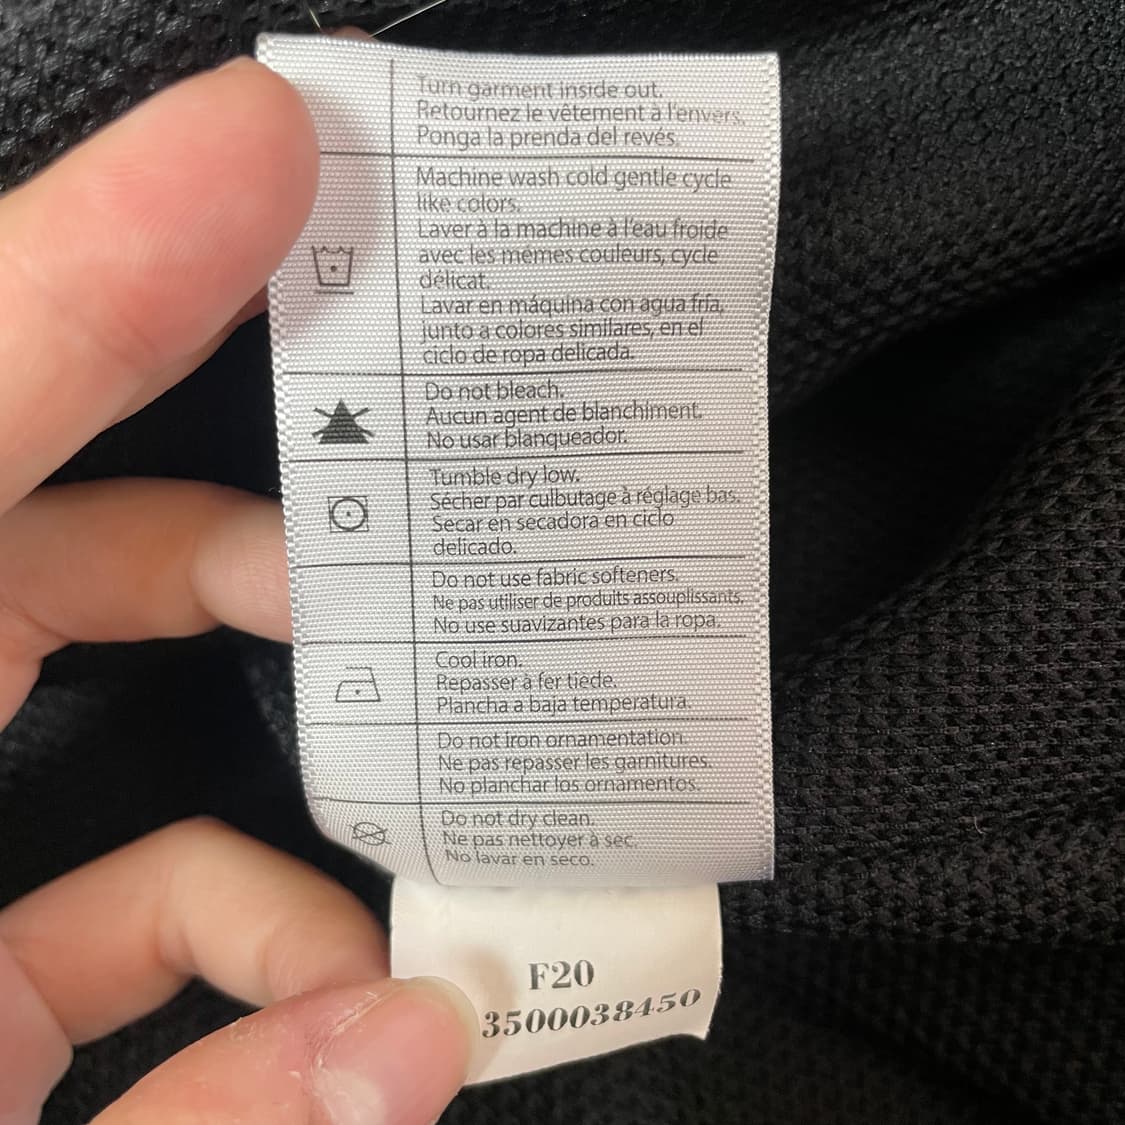 Turn garment inside out.
Retournez le vêtement à l'envers.
Ponga la prenda del revés.
Machine wash cold gentle cycle
like colors.
Laver à la machine à l'eau froide
avec les mêmes couleurs, cycle
délicat.
Lavar en máquina con agua fría,
junto a colores similares, en el
ciclo de ropa delicada.
Do not bleach.
Aucun agent de blanchiment.
No usar blanqueador.
Tumble dry low.
Sécher par culbutage à réglage bas.
Secar en secadora en ciclo
delicado.
Do not use fabric softeners.
Ne pas utiliser de produits assouplissants.
No use suavizantes para la ropa.
Cool iron.
Repasser à fer tiede.
Plancha a baja temperatura.
Do not iron ornamentation.
Ne pas repasser les garnitures.
No planchar los ornamentos.
Do not dry clean.
Ne pas nettoyer à sec.
No lavar en seco.
F20
3500038450